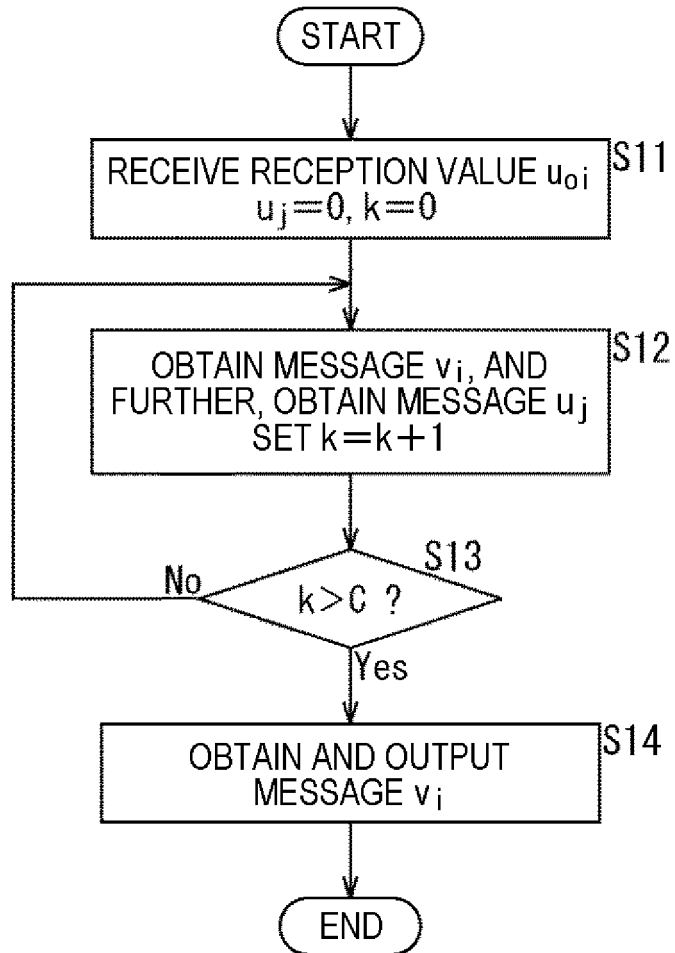 START
S11
RECEIVE RECEPTION VALUE u₀ᵢ
uⱼ=0, k=0
S12
OBTAIN MESSAGE vᵢ, AND
FURTHER, OBTAIN MESSAGE uⱼ
SET k=k+1
S13
No
k>C ?
Yes
S14
OBTAIN AND OUTPUT
MESSAGE vᵢ
END